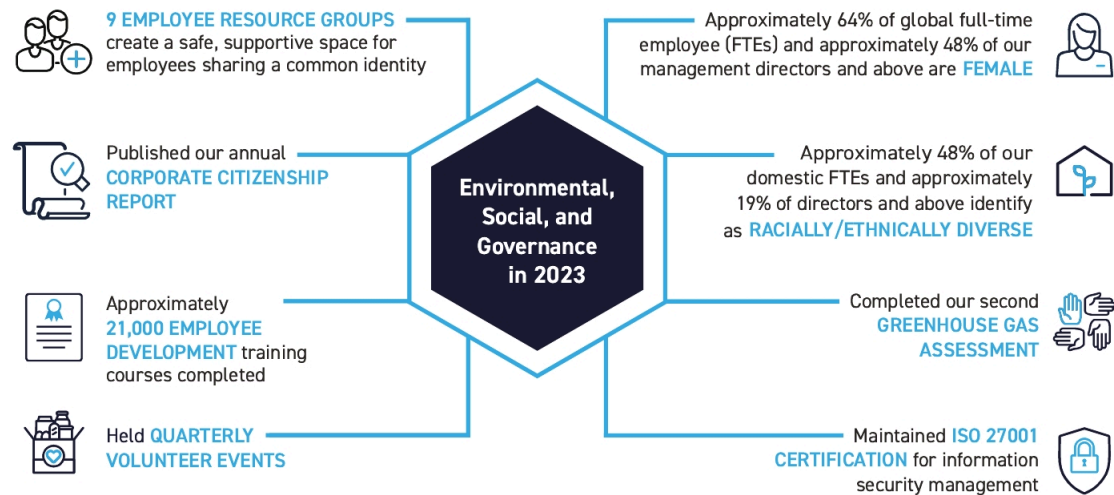 9 EMPLOYEE RESOURCE GROUPS
create a safe, supportive space for
employees sharing a common identity
Published our annual
CORPORATE CITIZENSHIP
REPORT
Approximately
21,000 EMPLOYEE
DEVELOPMENT training
courses completed
Held QUARTERLY
VOLUNTEER EVENTS
Environmental,
Social, and
Governance
in 2023
Approximately 64% of global full-time
employee (FTEs) and approximately 48% of our
management directors and above are FEMALE
Approximately 48% of our
domestic FTEs and approximately
19% of directors and above identify
as RACIALLY/ETHNICALLY DIVERSE
Completed our second
GREENHOUSE GAS
ASSESSMENT
Maintained ISO 27001
CERTIFICATION for information
security management